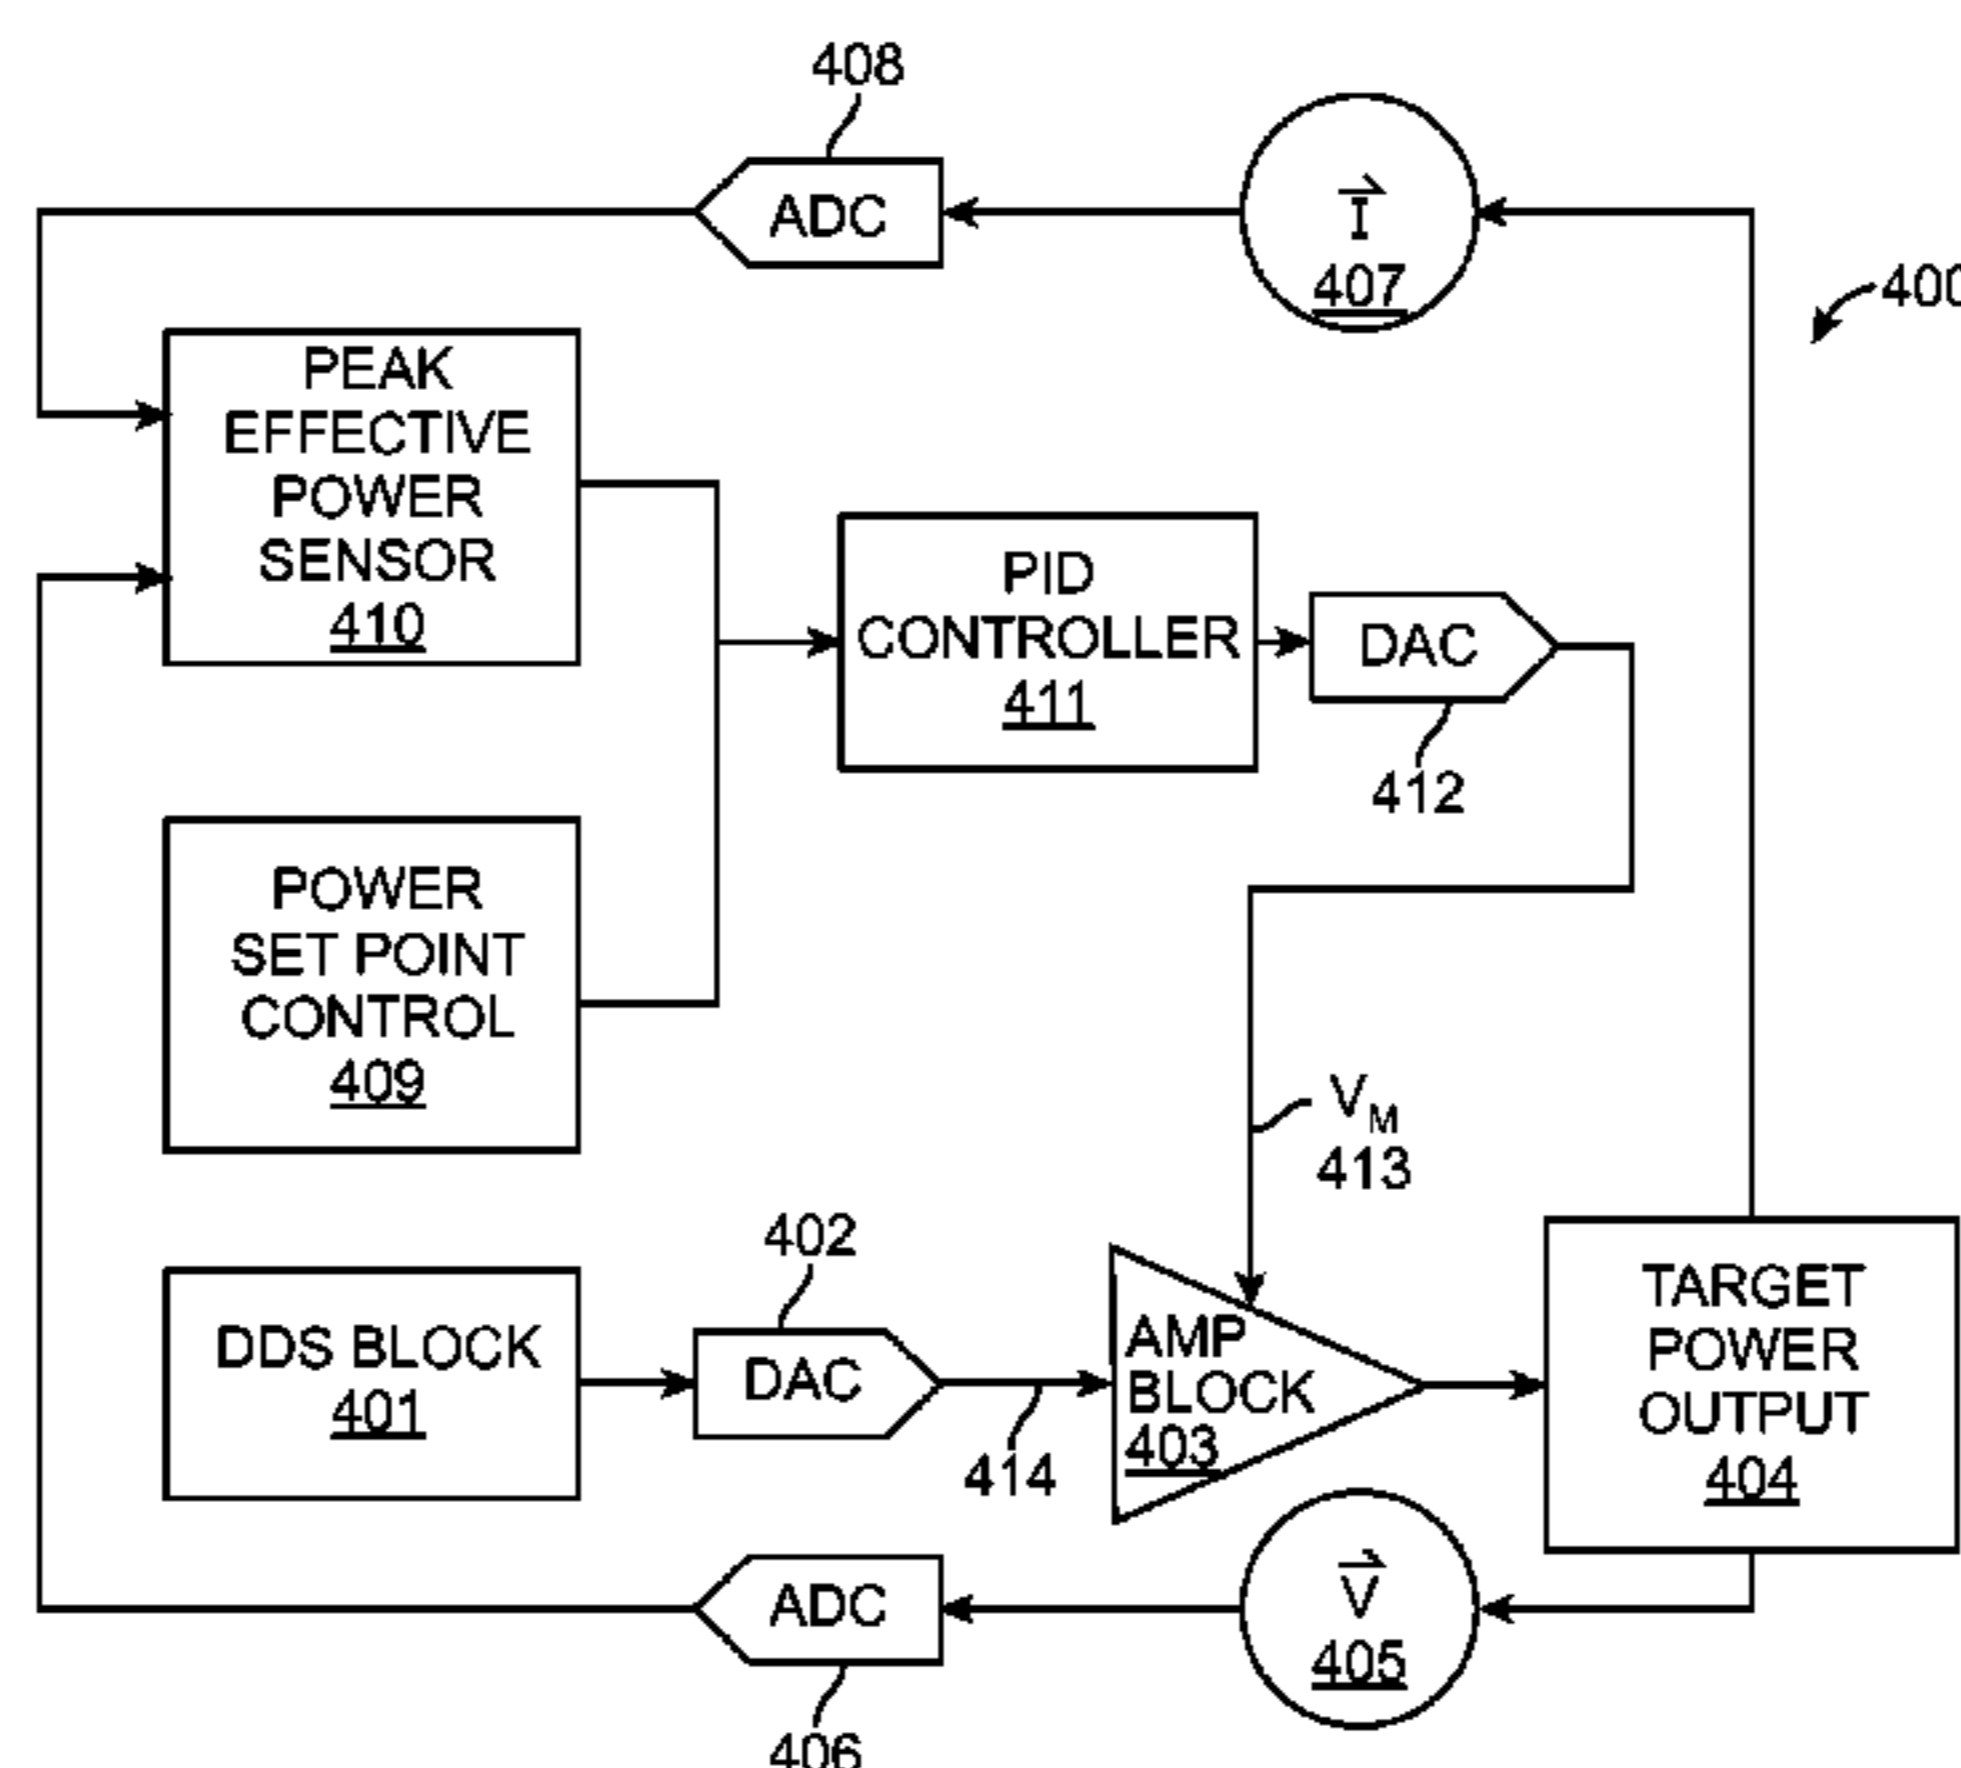 408
ADC
I
407
400
PEAK
EFFECTIVE
POWER
SENSOR
410
PID
CONTROLLER
411
DAC
412
POWER
SET POINT
CONTROL
409
VM
413
402
DDS BLOCK
401
DAC
414
AMP
BLOCK
403
TARGET
POWER
OUTPUT
404
ADC
406
V
405